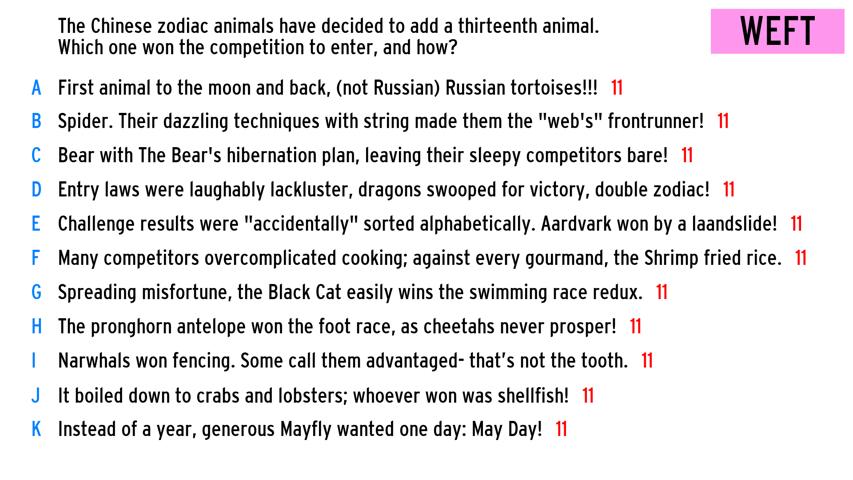 The Chinese zodiac animals have decided to add a thirteenth animal.
Which one won the competition to enter, and how?
WEFT
A First animal to the moon and back, (not Russian) Russian tortoises!!! 11
B Spider. Their dazzling techniques with string made them the "web's" frontrunner! 11
C Bear with The Bear's hibernation plan, leaving their sleepy competitors bare! 11
D Entry laws were laughably lackluster, dragons swooped for victory, double zodiac! 11
E Challenge results were "accidentally" sorted alphabetically. Aardvark won by a laandslide! 11
F Many competitors overcomplicated cooking; against every gourmand, the Shrimp fried rice. 11
G Spreading misfortune, the Black Cat easily wins the swimming race redux. 11
H The pronghorn antelope won the foot race, as cheetahs never prosper! 11
I Narwhals won fencing. Some call them advantaged- that's not the tooth. 11
J It boiled down to crabs and lobsters; whoever won was shellfish! 11
K Instead of a year, generous Mayfly wanted one day: May Day! 11